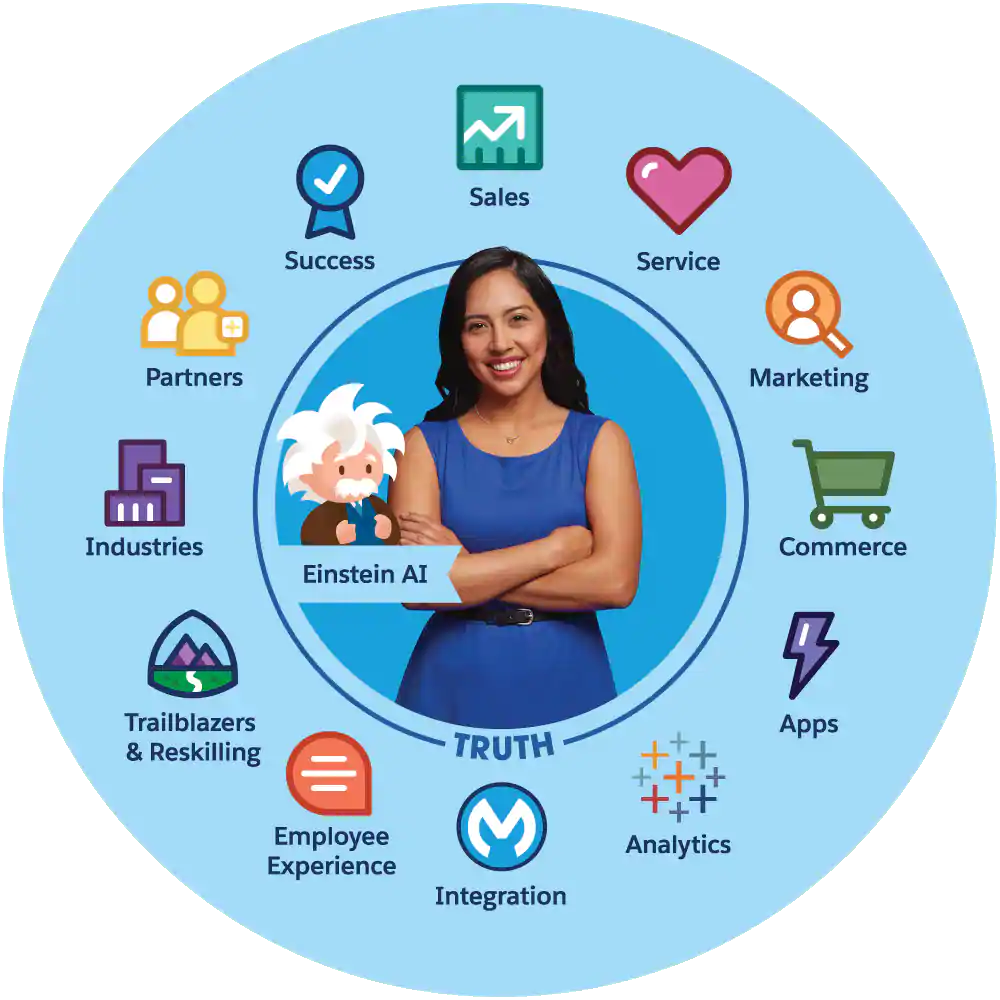 Sales
Service
Marketing
Commerce
Apps
Analytics
Integration
Employee
Experience
Trailblazers
& Reskilling
Industries
Partners
Success
Einstein AI
TRUTH